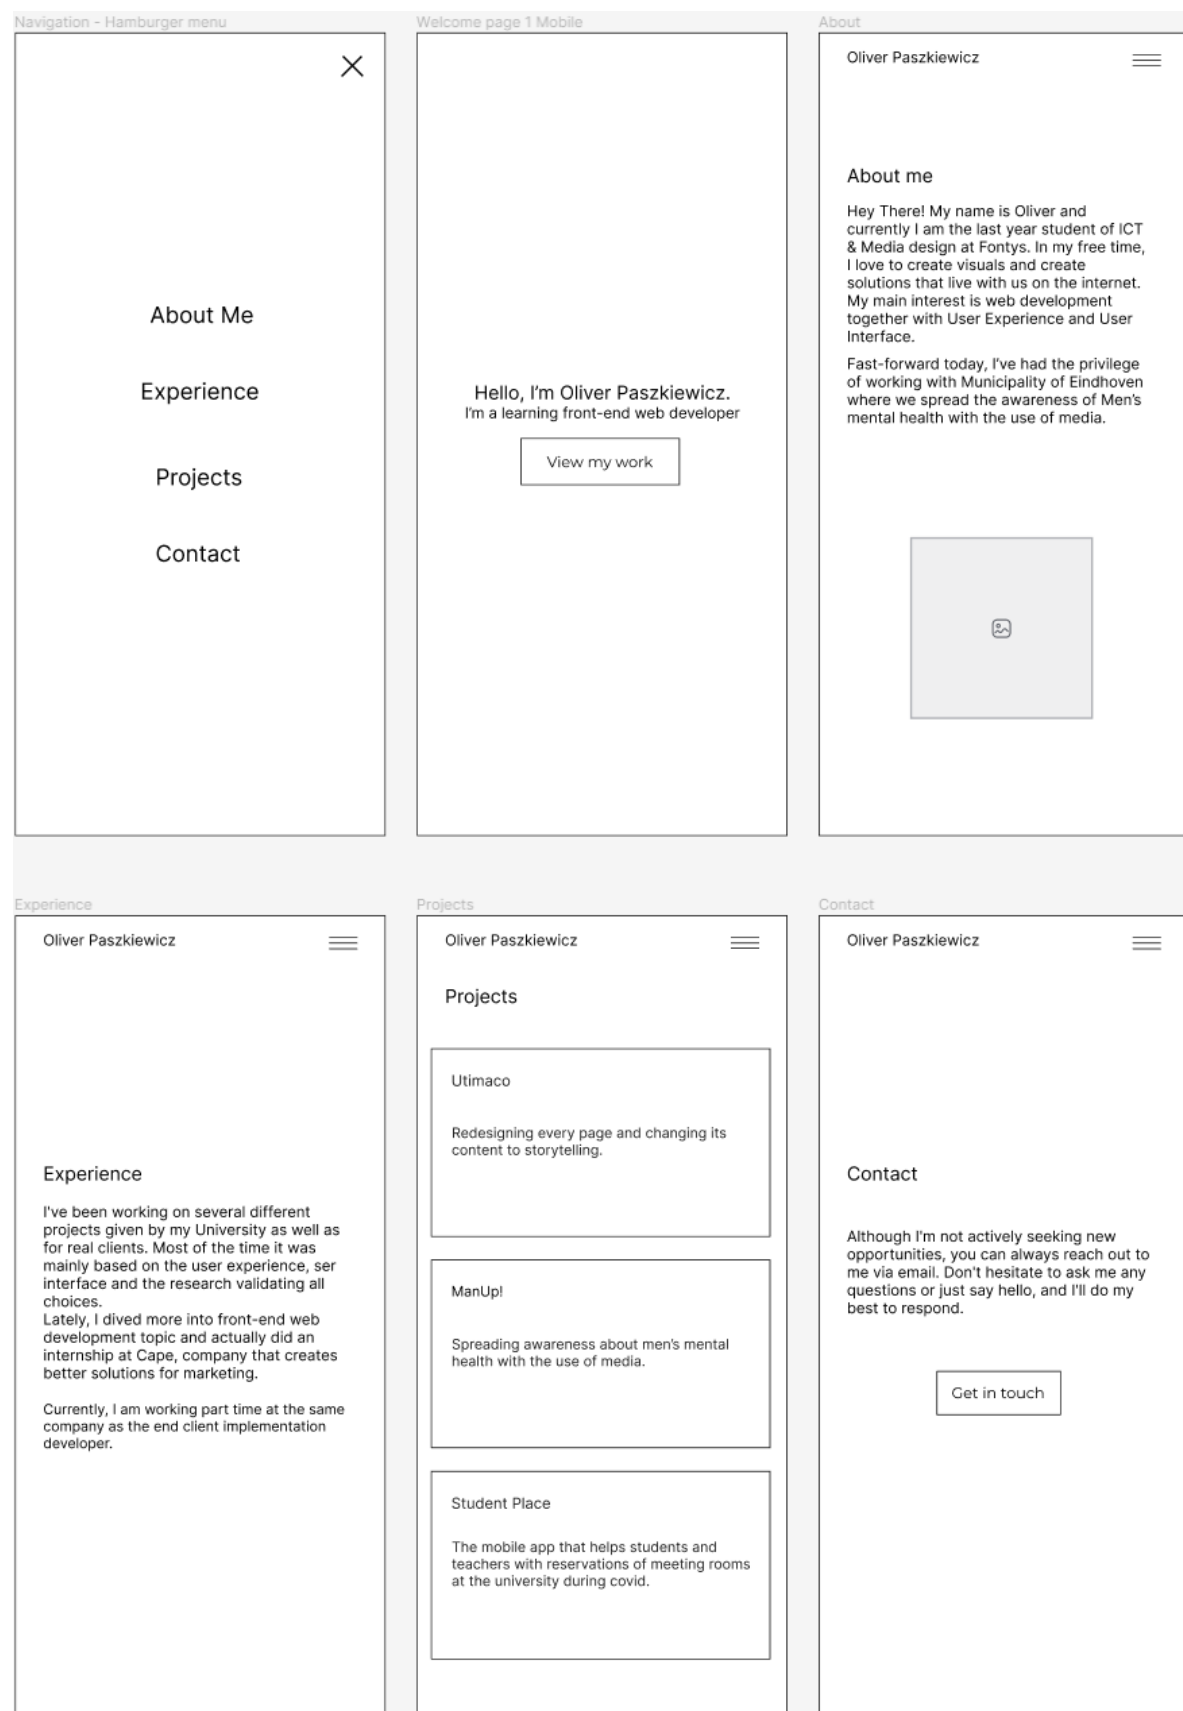 Navigation - Hamburger menu
About Me
Experience
Projects
Contact
Welcome page 1 Mobile
Hello, I'm Oliver Paszkiewicz.
I'm a learning front-end web developer
View my work
About
Oliver Paszkiewicz
About me
Hey There! My name is Oliver and
currently I am the last year student of ICT
& Media design at Fontys. In my free time,
I love to create visuals and create
solutions that live with us on the internet.
My main interest is web development
together with User Experience and User
Interface.
Fast-forward today, I've had the privilege
of working with Municipality of Eindhoven
where we spread the awareness of Men's
mental health with the use of media.
Experience
Oliver Paszkiewicz
Experience
I've been working on several different
projects given by my University as well as
for real clients. Most of the time it was
mainly based on the user experience, ser
interface and the research validating all
choices.
Lately, I dived more into front-end web
development topic and actually did an
internship at Cape, company that creates
better solutions for marketing.
Currently, I am working part time at the same
company as the end client implementation
developer.
Projects
Oliver Paszkiewicz
Projects
Utimaco
Redesigning every page and changing its
content to storytelling.
ManUp!
Spreading awareness about men's mental
health with the use of media.
Student Place
The mobile app that helps students and
teachers with reservations of meeting rooms
at the university during covid.
Contact
Oliver Paszkiewicz
Contact
Although I'm not actively seeking new
opportunities, you can always reach out to
me via email. Don't hesitate to ask me any
questions or just say hello, and I'll do my
best to respond.
Get in touch